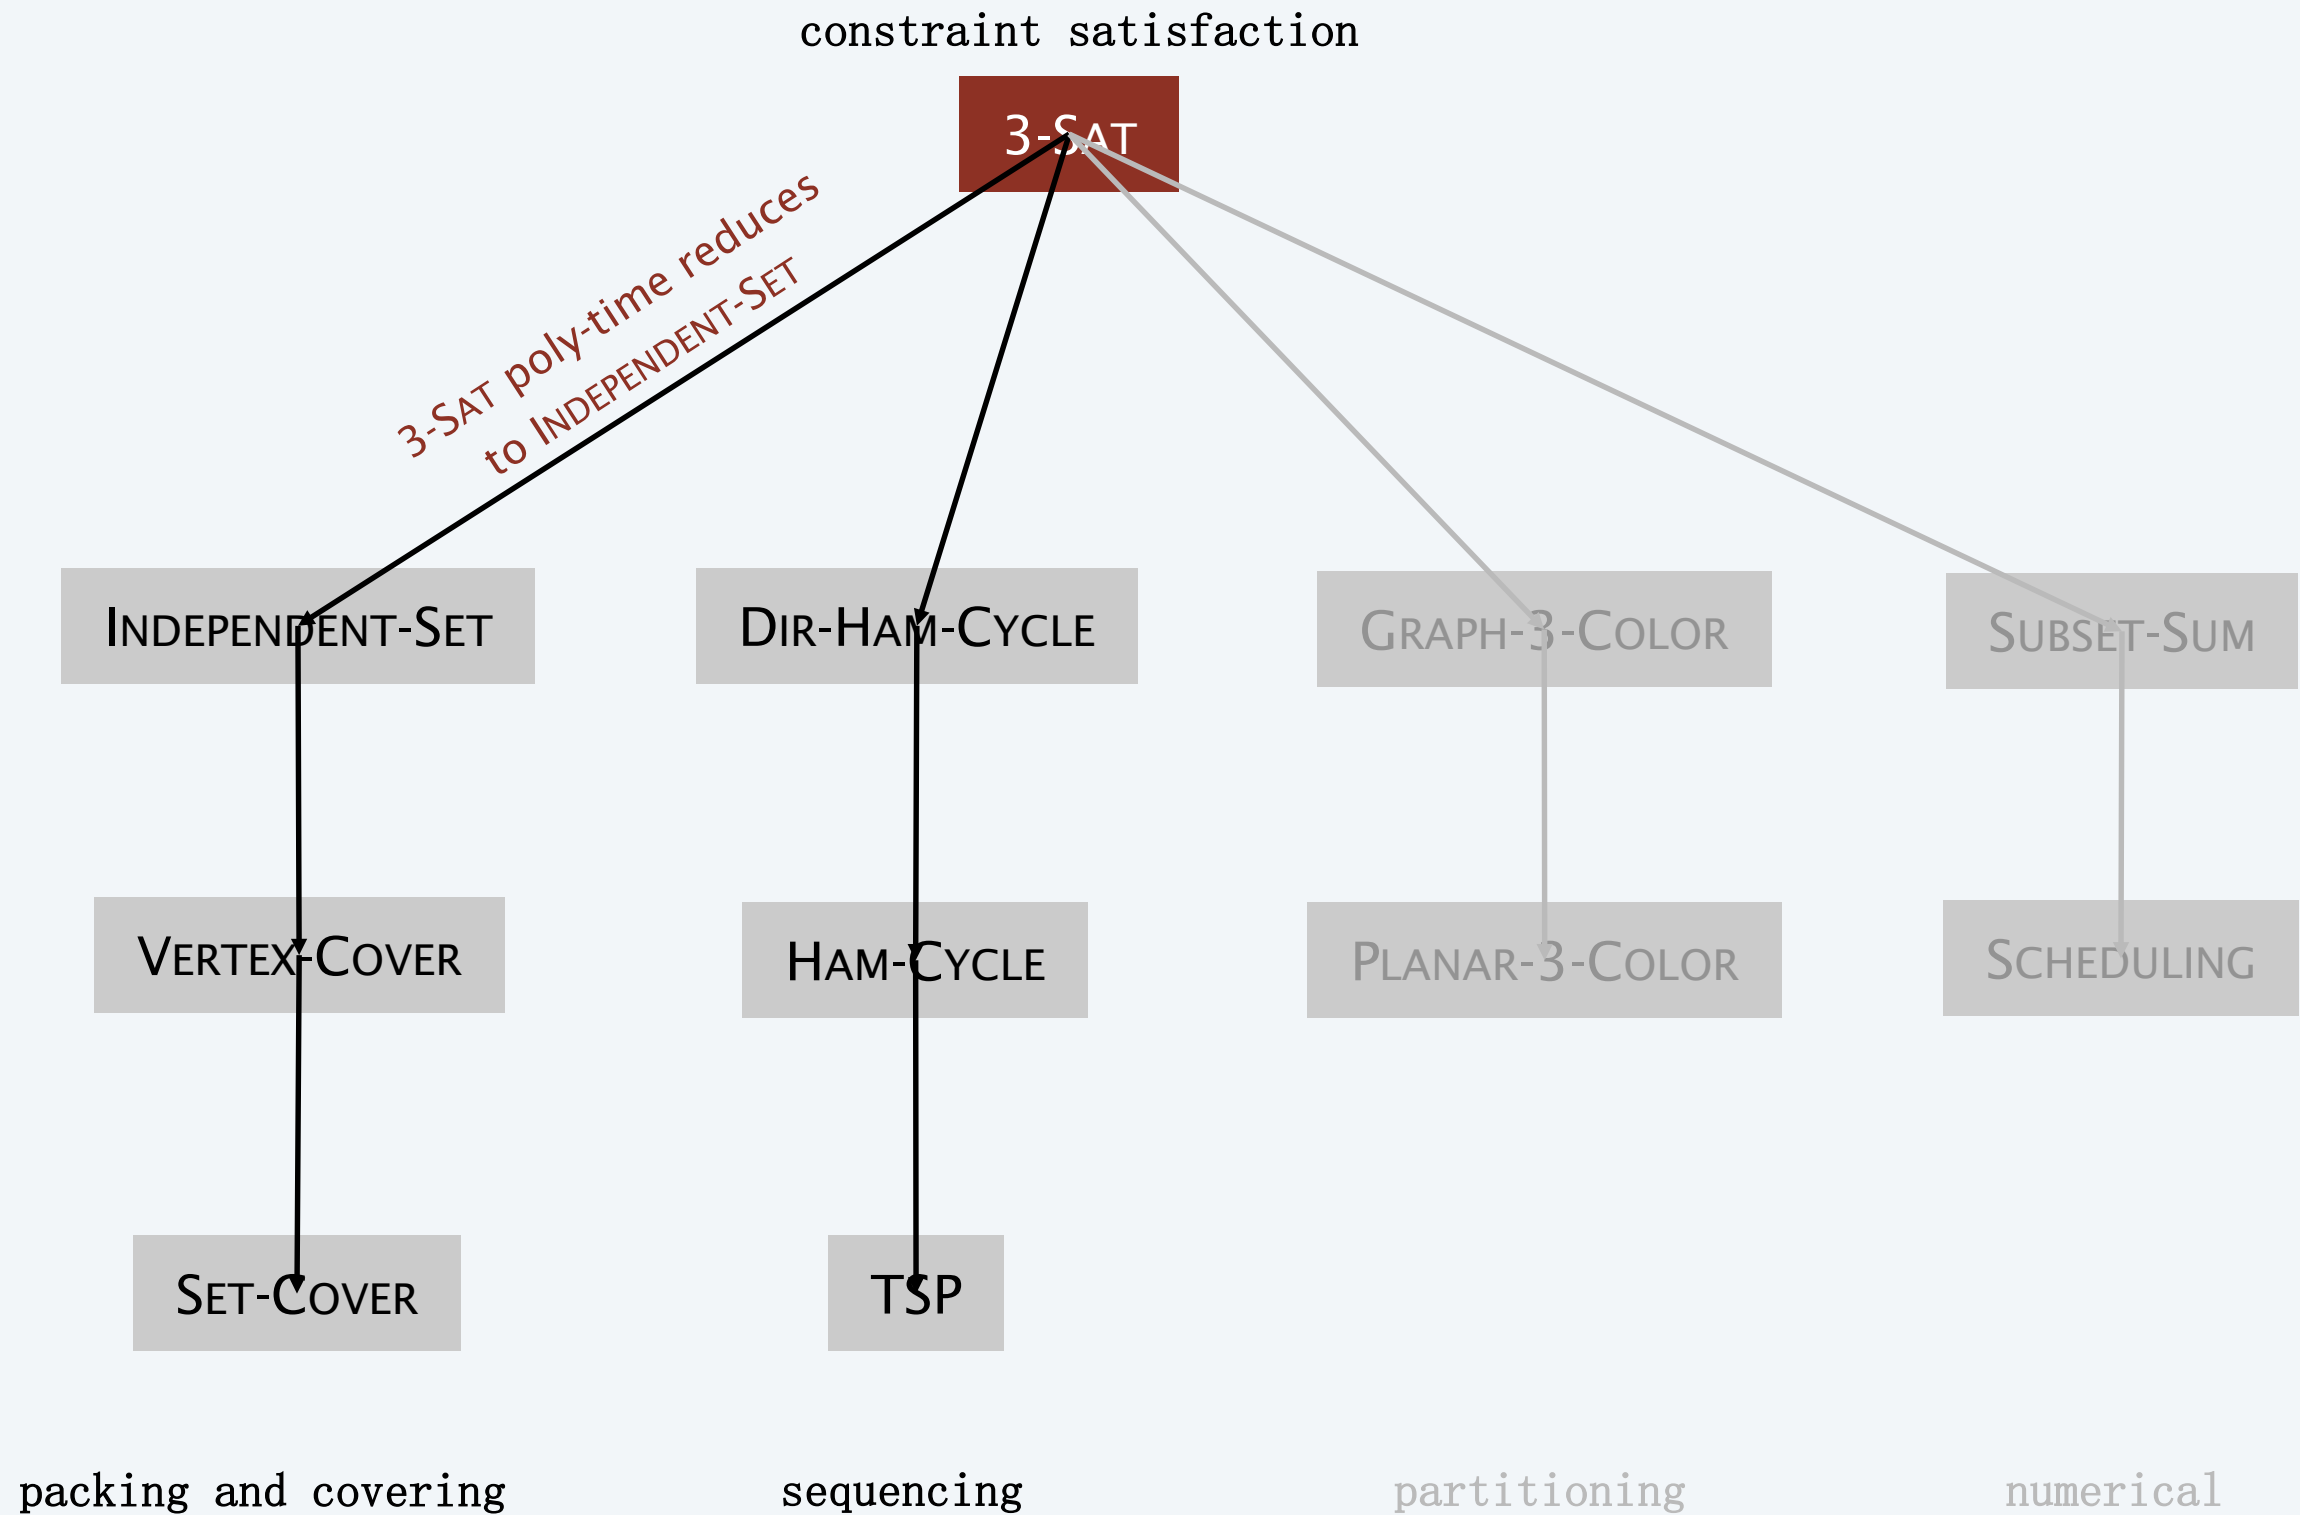 constraint satisfaction
3-SAT
3-SAT poly-time reduces
to INDEPENDENT-SET
INDEPENDENT-SET
DIR-HAM-CYCLE
GRAPH-3-COLOR
SUBSET-SUM
VERTEX-COVER
HAM-CYCLE
PLANAR-3-COLOR
SCHEDULING
SET-COVER
TSP
packing and covering
sequencing
partitioning
numerical